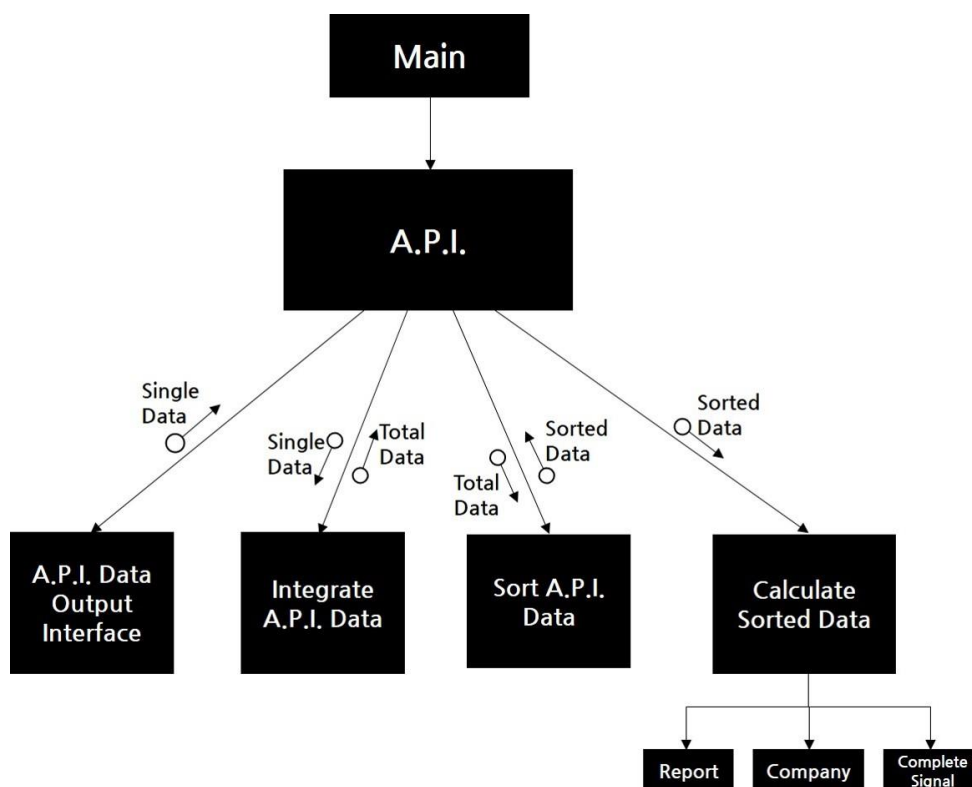 Main
A.P.I.
Single
Data
Single
Data
Total
Data
Total
Data
Sorted
Data
Sorted
Data
A.P.I. Data
Output
Interface
Integrate
A.P.I. Data
Sort A.P.I.
Data
Calculate
Sorted Data
Report
Company
Complete
Signal